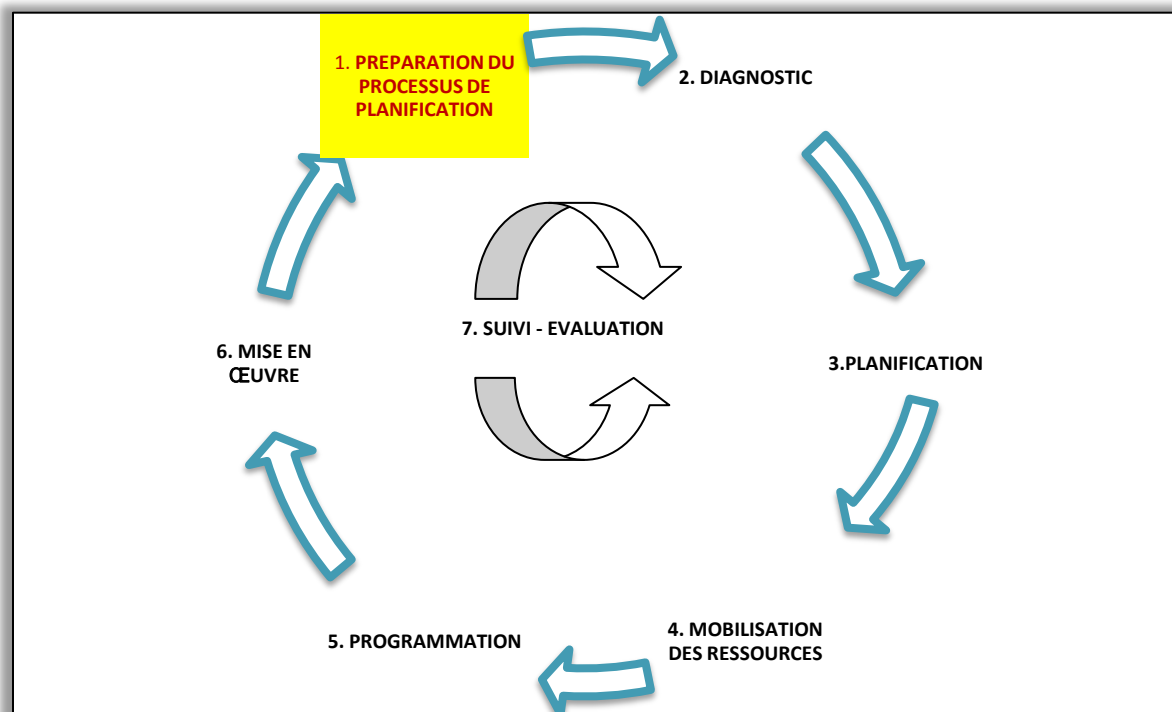 1. PREPARATION DU
PROCESSUS DE
PLANIFICATION
2. DIAGNOSTIC
3.PLANIFICATION
4. MOBILISATION
DES RESSOURCES
5. PROGRAMMATION
6. MISE EN
ŒUVRE
7. SUIVI - EVALUATION